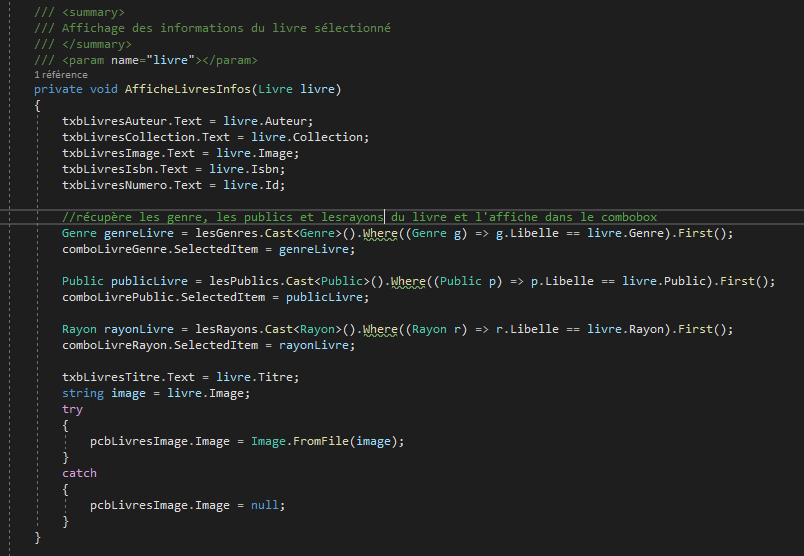 /// <summary>
/// Affichage des informations du livre sélectionné
/// </summary>
/// <param name="livre"></param>
1 référence
private void AfficheLivresInfos(Livre livre)
{
txbLivresAuteur.Text = livre.Auteur;
txbLivresCollection.Text = livre.Collection;
txbLivresImage.Text = livre.Image;
txbLivresIsbn.Text = livre.Isbn;
txbLivresNumero.Text = livre.Id;
//récupère les genre, les publics et lesrayons du livre et l'affiche dans le combobox
Genre genreLivre = lesGenres.Cast<Genre>().Where((Genre g) => g.Libelle == livre.Genre).First();
comboLivreGenre.SelectedItem = genreLivre;
Public publicLivre = lesPublics.Cast<Public>().Where((Public p) => p.Libelle == livre.Public).First();
comboLivrePublic.SelectedItem = publicLivre;
Rayon rayonLivre = lesRayons.Cast<Rayon>().Where((Rayon r) => r.Libelle == livre.Rayon).First();
comboLivreRayon.SelectedItem = rayonLivre;
txbLivresTitre.Text = livre.Titre;
string image = livre.Image;
try
{
pcbLivresImage.Image = Image.FromFile(image);
}
catch
{
pcbLivresImage.Image = null;
}
}